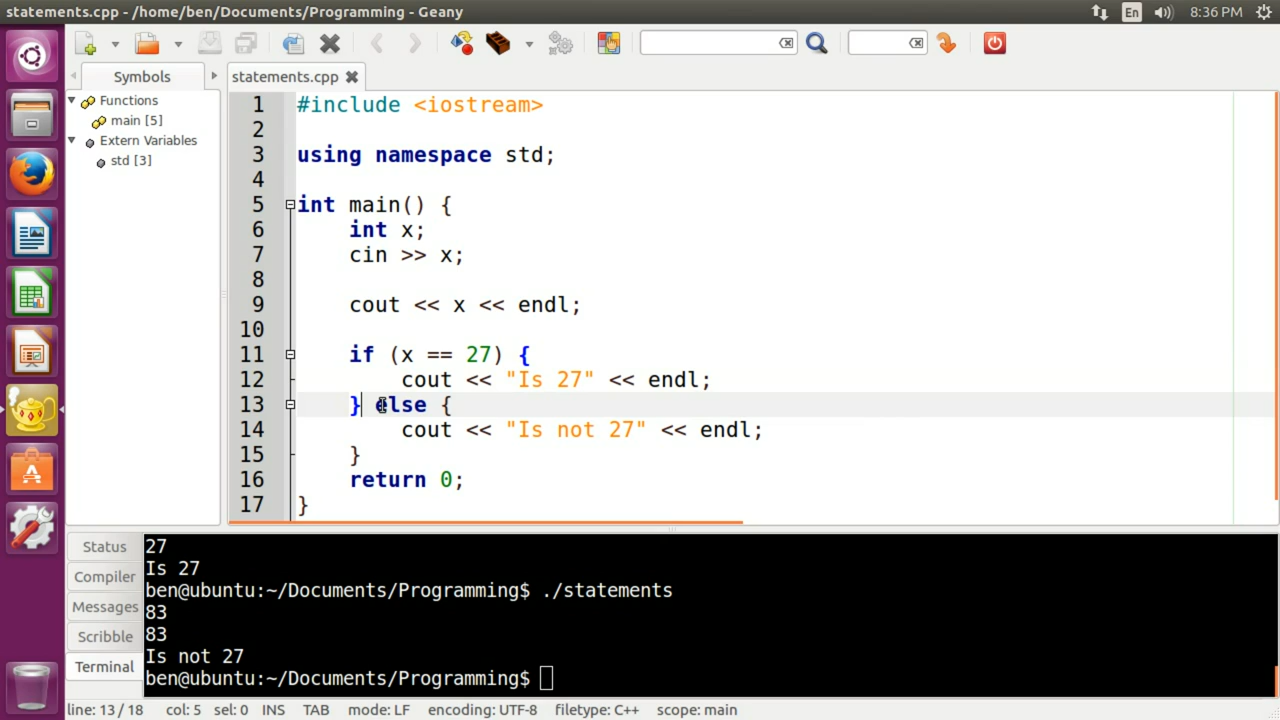 statements.cpp - /home/ben/Documents/Programming - Geany
En
8:36 PM
Symbols
statements.cpp
Functions
main [5]
Extern Variables
std [3]
1 #include <iostream>
2
3 using namespace std;
4
5 int main() {
6     int x;
7     cin >> x;
8
9     cout << x << endl;
10
11     if (x == 27) {
12         cout << "Is 27" << endl;
13     } else {
14         cout << "Is not 27" << endl;
15     }
16     return 0;
17 }
Status
Compiler
Messages
Scribble
Terminal
27
Is 27
ben@ubuntu:~/Documents/Programming$ ./statements
83
83
Is not 27
ben@ubuntu:~/Documents/Programming$
line: 13 / 18 col: 5 sel: 0 INS TAB mode: LF encoding: UTF-8 filetype: C++ scope: main